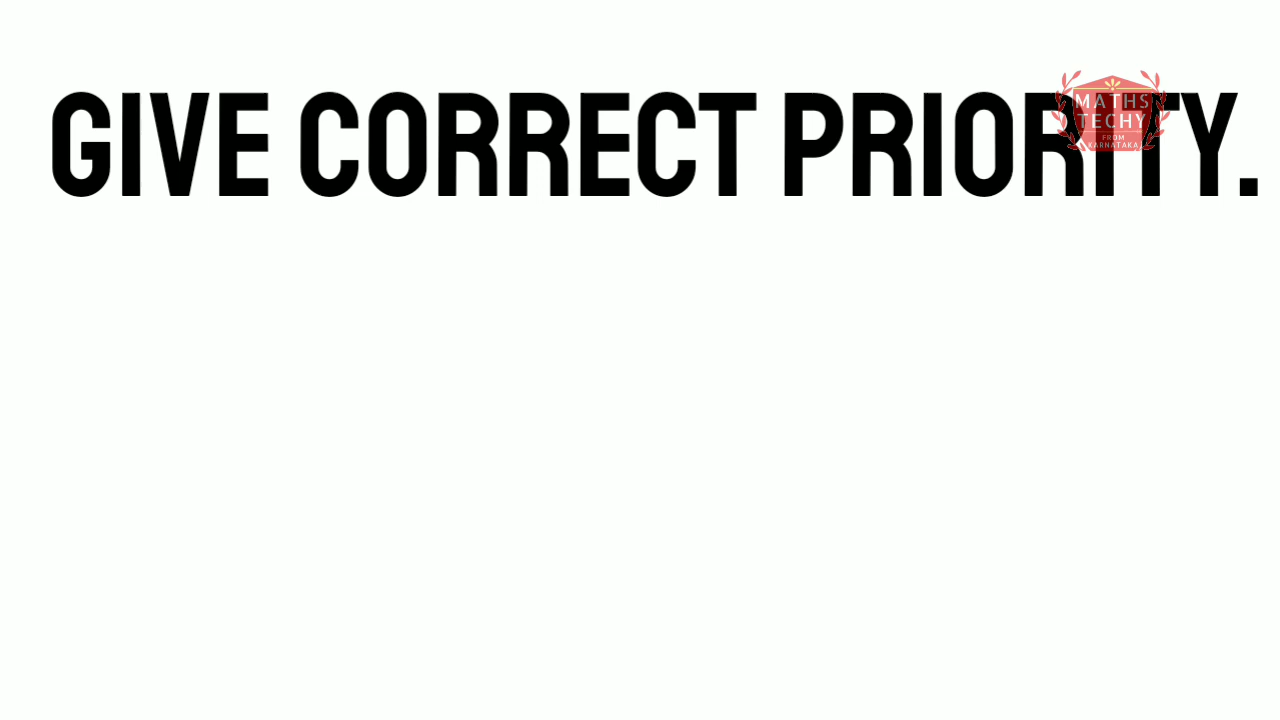 GIVE CORRECT PRIORITY.
MATHS
TECHY
FROM
KARNATAKA